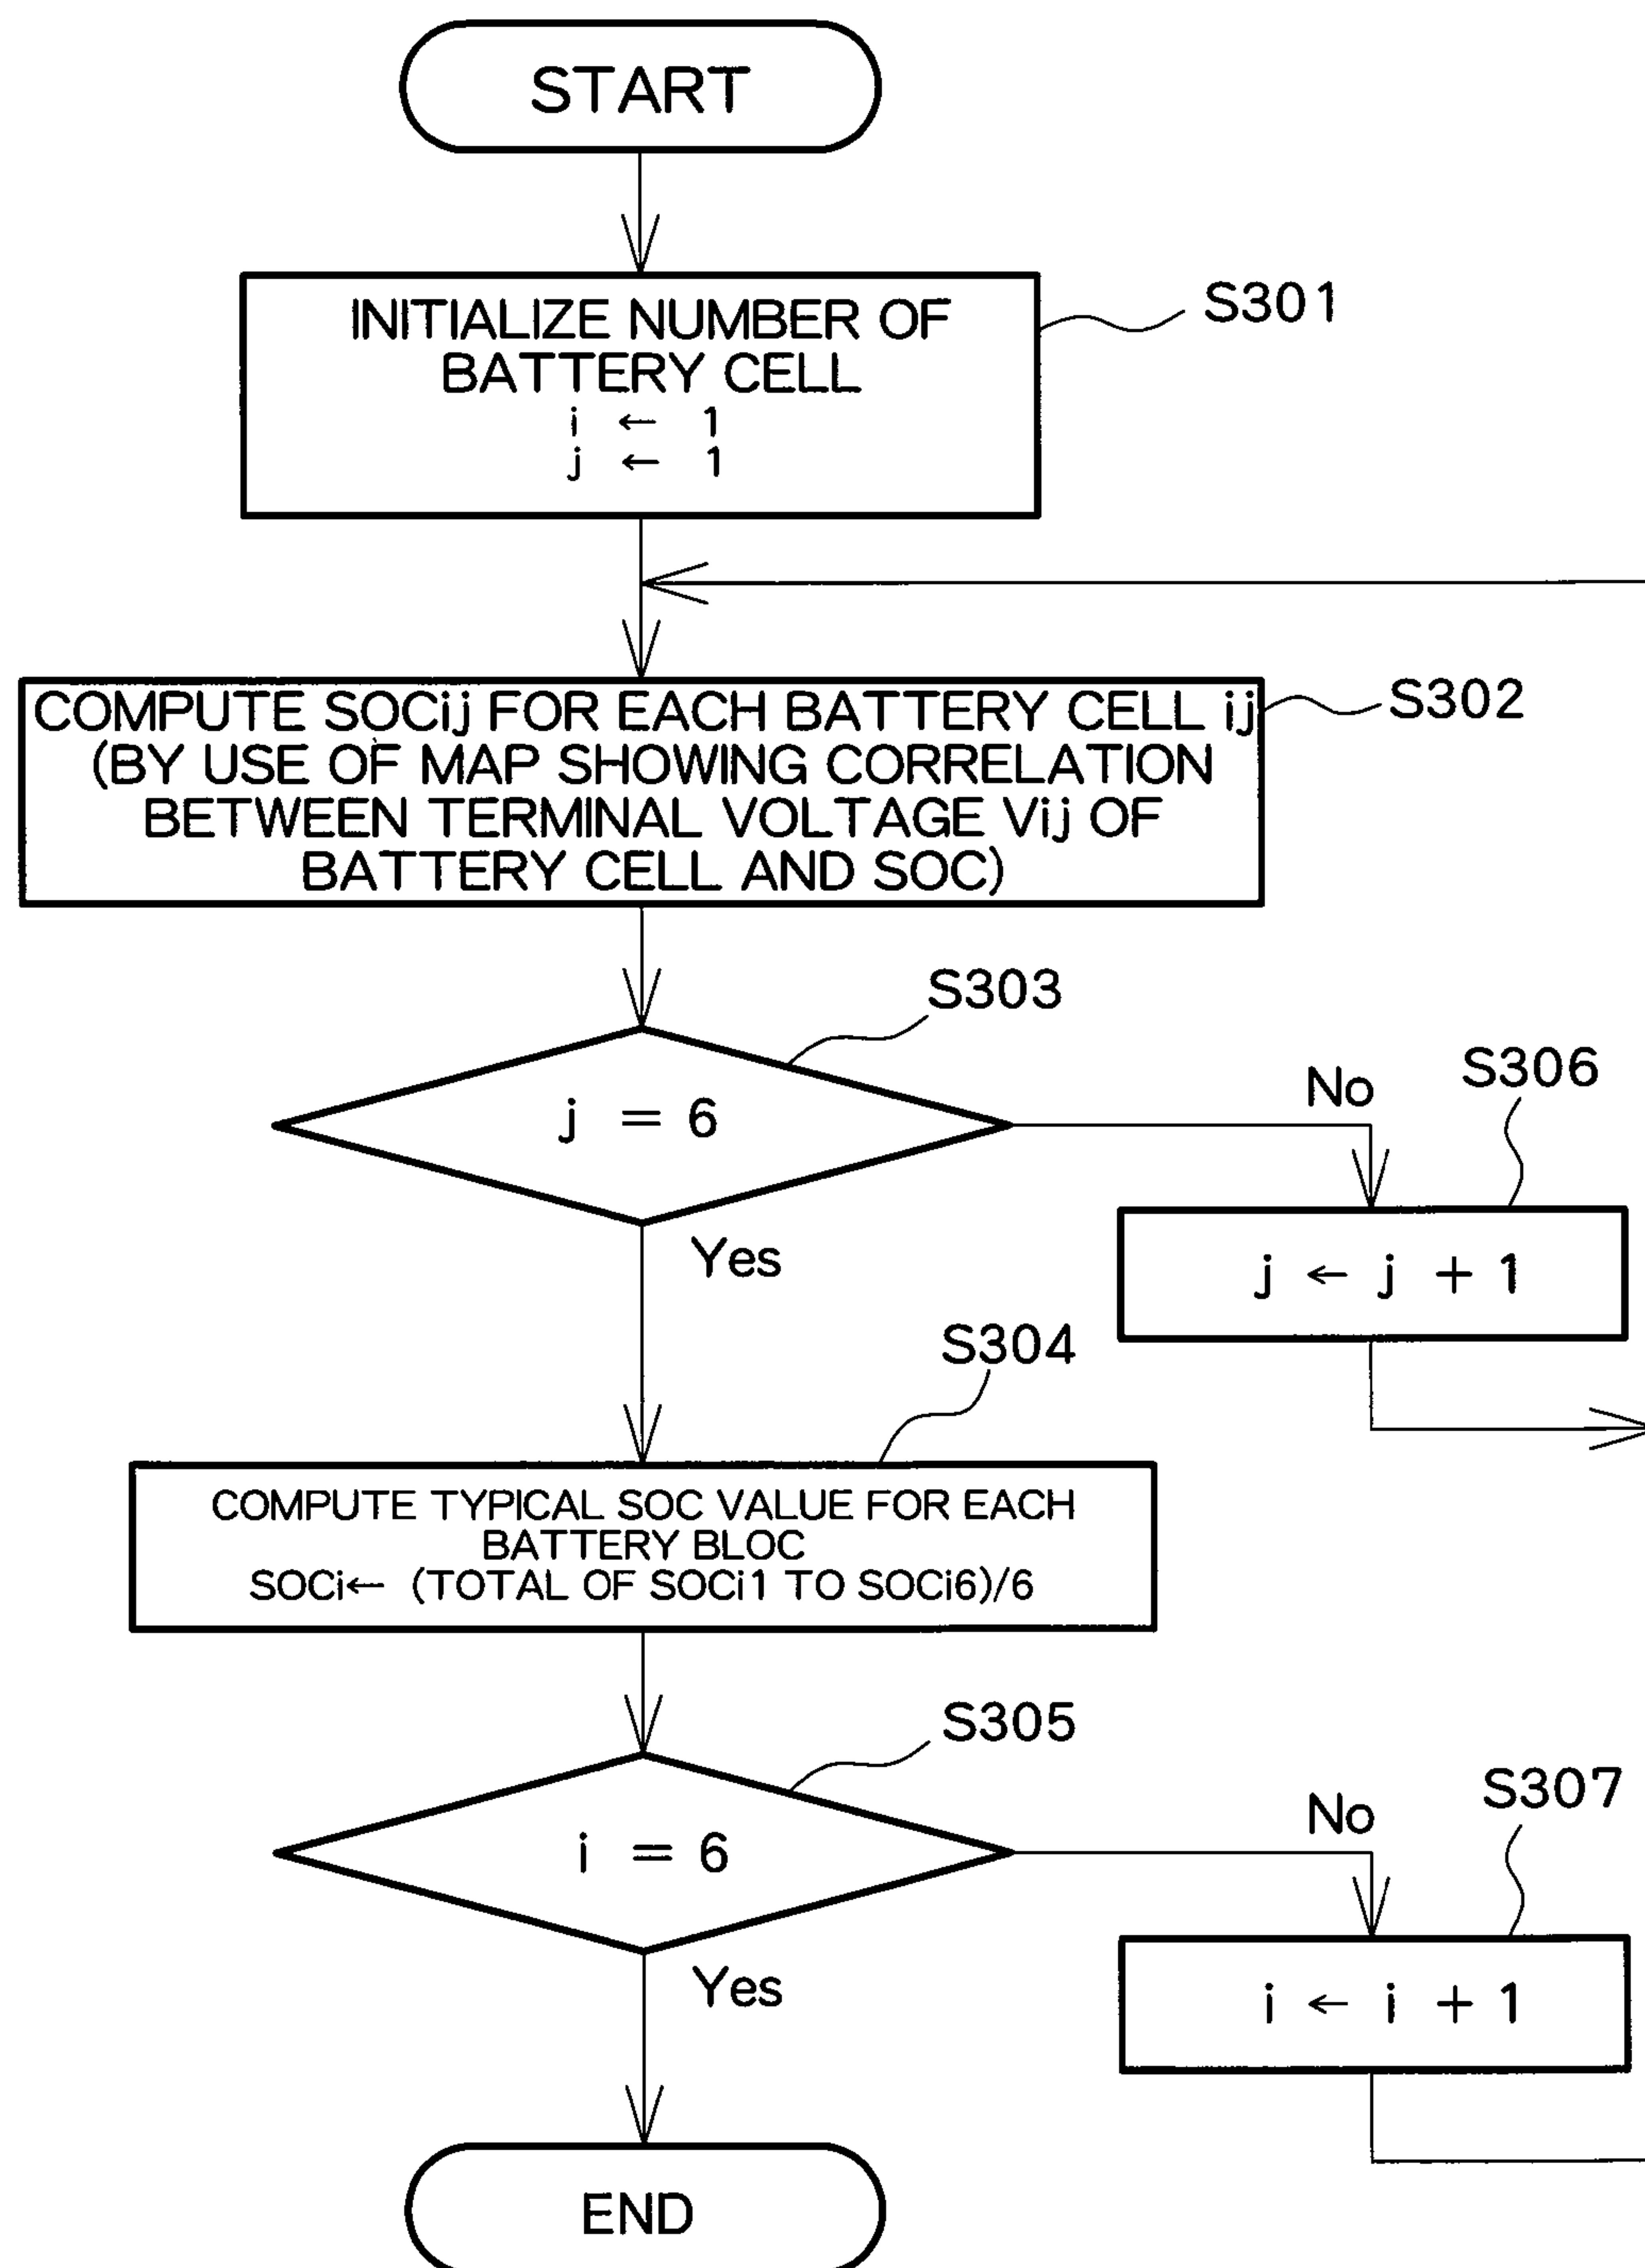 START
INITIALIZE NUMBER OF
BATTERY CELL
i ← 1
j ← 1
S301
COMPUTE SOCij FOR EACH BATTERY CELL ij
(BY USE OF MAP SHOWING CORRELATION
BETWEEN TERMINAL VOLTAGE Vij OF
BATTERY CELL AND SOC)
S302
S303
j = 6
No
S306
Yes
j ← j + 1
S304
COMPUTE TYPICAL SOC VALUE FOR EACH
BATTERY BLOC
SOCi← (TOTAL OF SOCi1 TO SOCi6)/6
S305
i = 6
No
S307
Yes
i ← i + 1
END